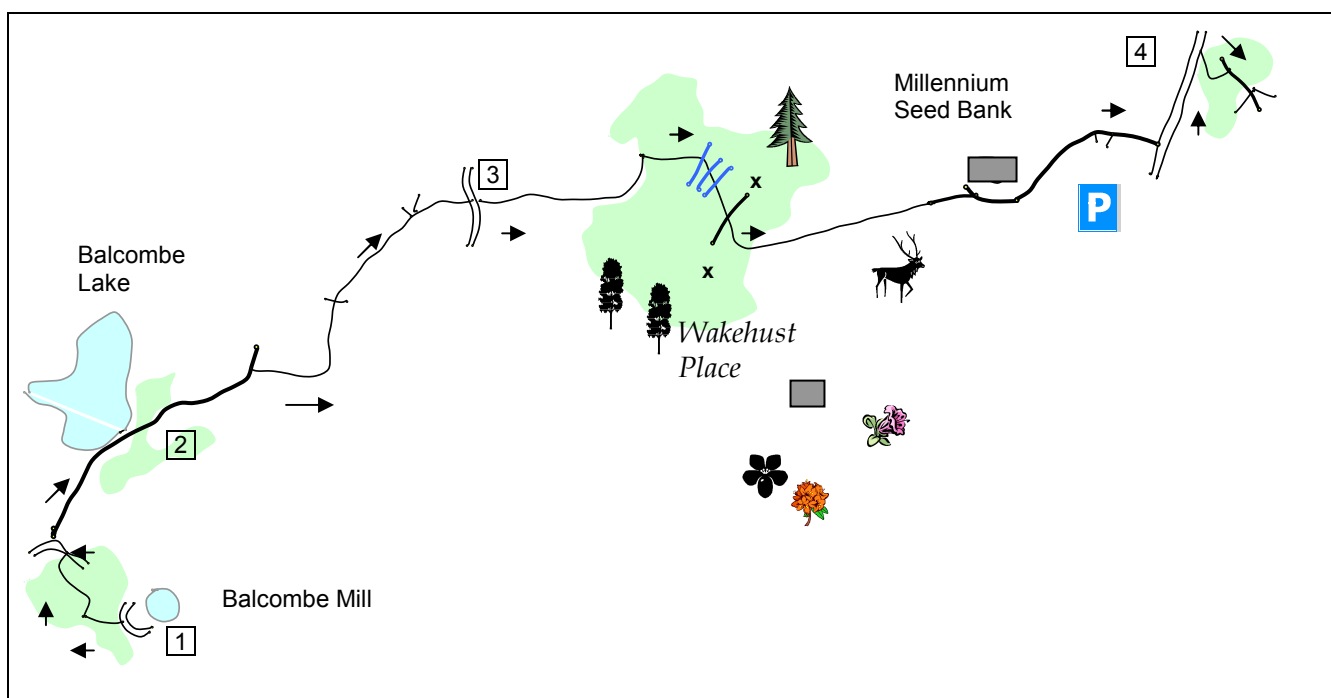 4
Millennium
Seed Bank
3
x
P
Balcombe
Lake
x
Wakehust
Place
2
Balcombe Mill
1